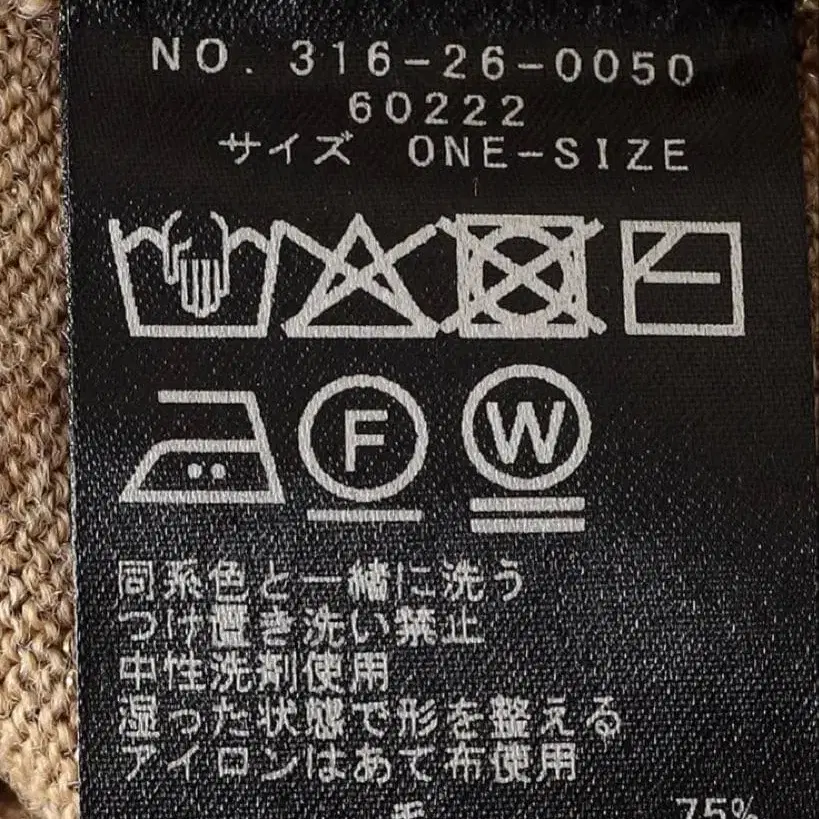 NO. 316-26-0050
60222
サイズ ONE-SIZE
F W
同系色と一緒に洗う
つけ置き洗い禁止
中性洗剤使用
湿った状態で形を整える
アイロンはあて布使用
75%